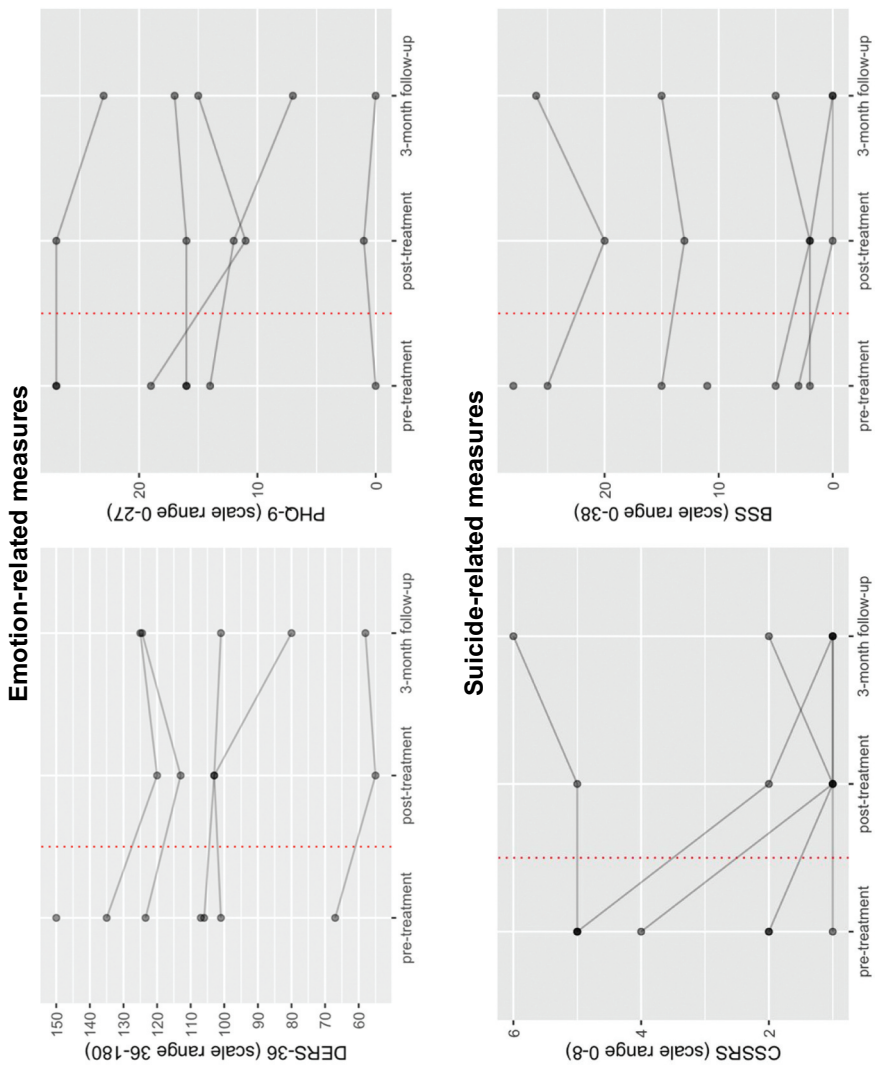 Emotion-related measures
DERS-36 (scale range 36-180)
150
140
130
120
110
100
90
80
70
60
pre-treatment
post-treatment
3-month follow-up
PHQ-9 (scale range 0-27)
20
10
0
pre-treatment
post-treatment
3-month follow-up
Suicide-related measures
CSSRS (scale range 0-8)
6
4
2
pre-treatment
post-treatment
3-month follow-up
BSS (scale range 0-38)
20
10
0
pre-treatment
post-treatment
3-month follow-up